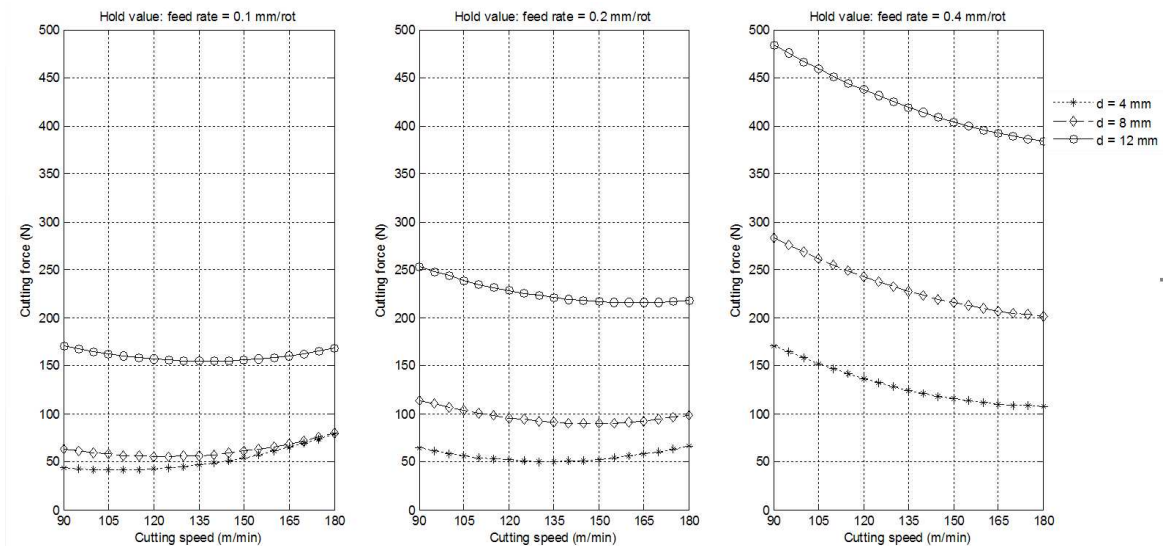 Hold value: feed rate = 0.1 mm/rot
500
450
400
350
300
250
200
150
100
50
0
Cutting force (N)
90 105 120 135 150 165 180
Cutting speed (m/min)
Hold value: feed rate = 0.2 mm/rot
500
450
400
350
300
250
200
150
100
50
0
Cutting force (N)
90 105 120 135 150 165 180
Cutting speed (m/min)
Hold value: feed rate = 0.4 mm/rot
500
450
400
350
300
250
200
150
100
50
0
Cutting force (N)
90 105 120 135 150 165 180
Cutting speed (m/min)
d = 4 mm
d = 8 mm
d = 12 mm